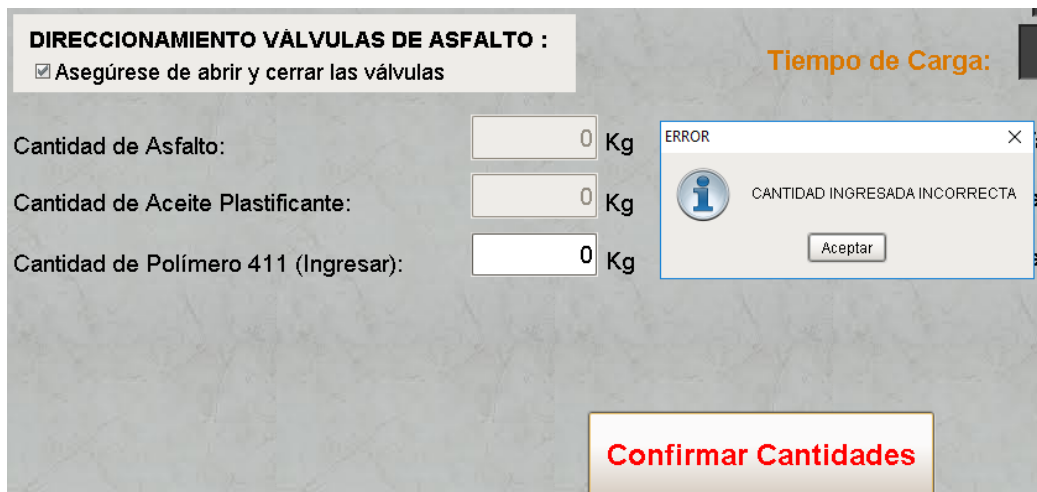 DIRECCIONAMIENTO VÁLVULAS DE ASFALTO :
Asegúrese de abrir y cerrar las válvulas
Tiempo de Carga:
Cantidad de Asfalto:
0 Kg
Cantidad de Aceite Plastificante:
0 Kg
Cantidad de Polímero 411 (Ingresar):
0 Kg
ERROR
CANTIDAD INGRESADA INCORRECTA
Aceptar
Confirmar Cantidades